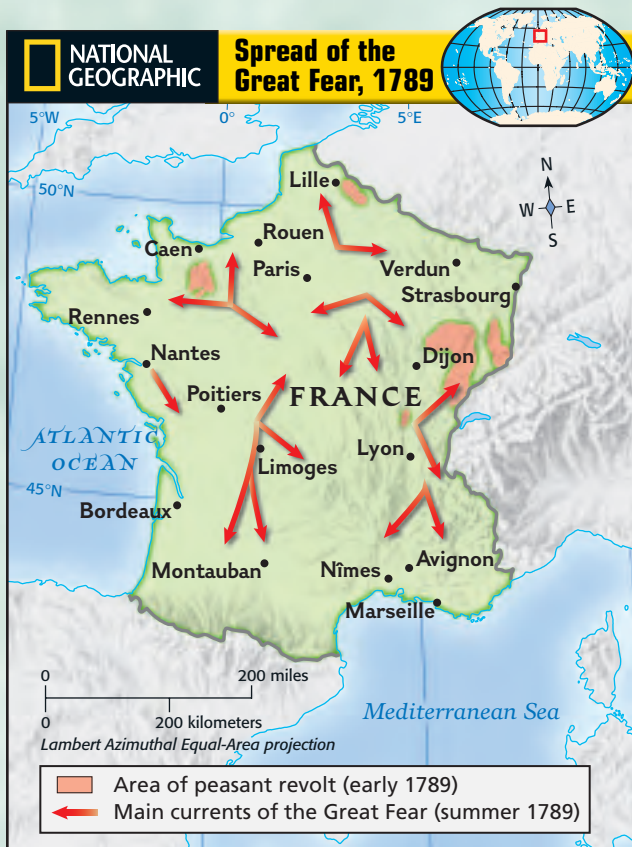 NATIONAL
GEOGRAPHIC
Spread of the
Great Fear, 1789
5°W
0°
5°E
50°N
N
W
E
S
Lille
Rouen
Caen
Paris
Verdun
Strasbourg
Rennes
Nantes
Dijon
Poitiers
FRANCE
ATLANTIC
OCEAN
Limoges
Lyon
45°N
Bordeaux
Montauban
Nîmes
Avignon
Marseille
0
200 miles
0
200 kilometers
Lambert Azimuthal Equal-Area projection
Mediterranean Sea
Area of peasant revolt (early 1789)
Main currents of the Great Fear (summer 1789)